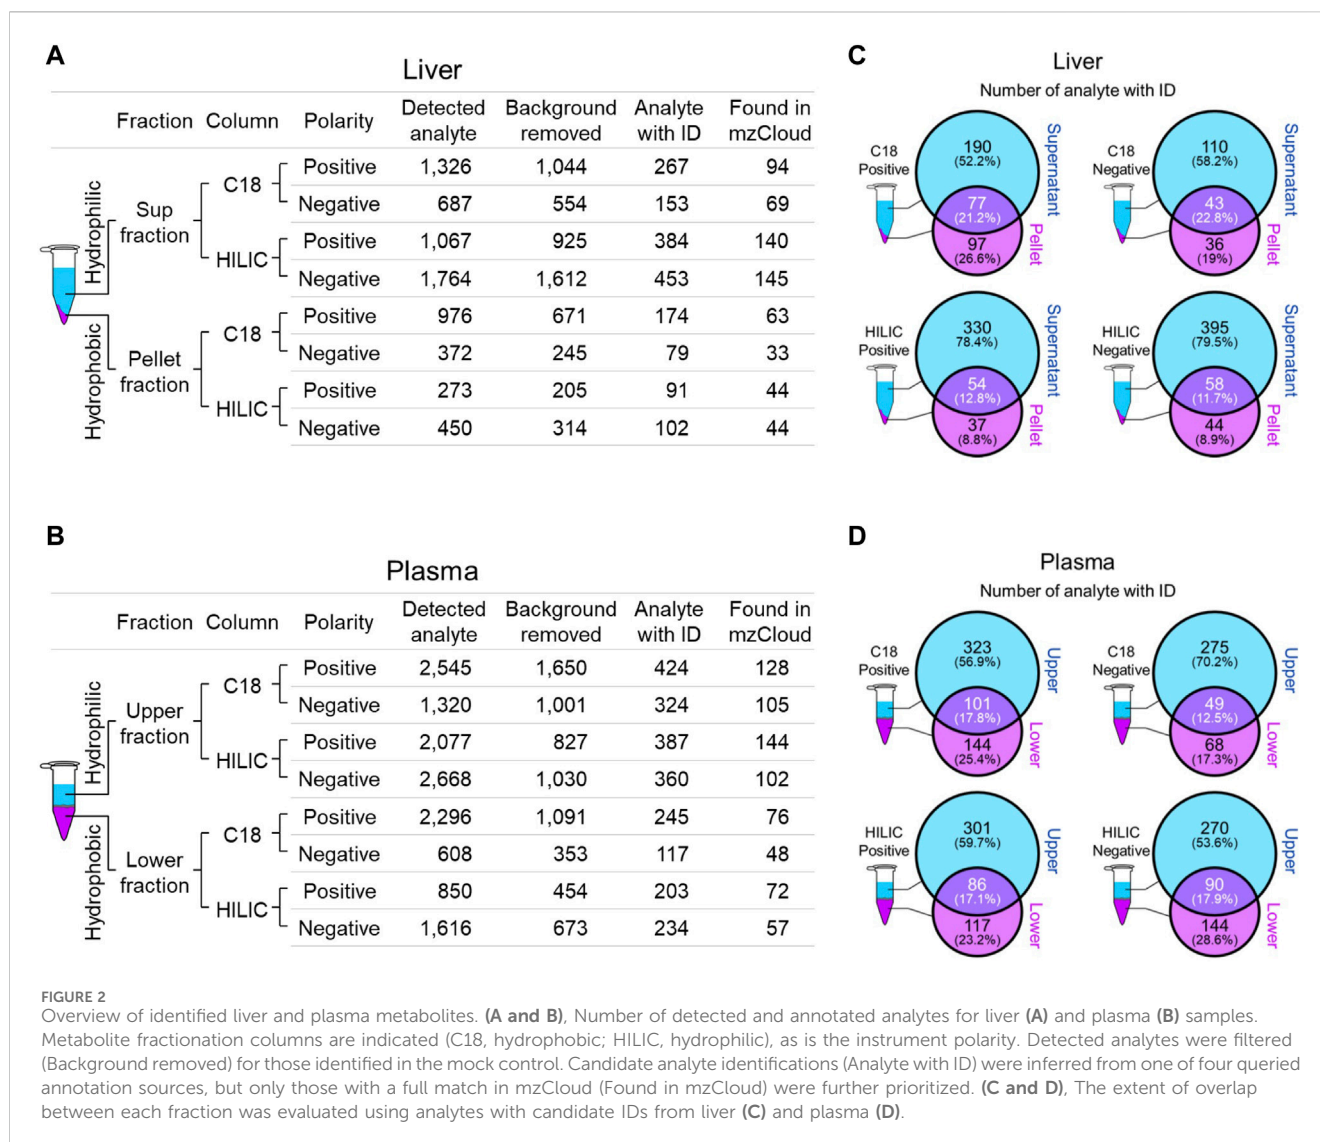 A
Liver
Fraction Column Polarity Detected analyte Background removed Analyte with ID Found in mzCloud
Hydrophilic
Hydrophobic
Sup fraction
C18
Positive 1,326 1,044 267 94
Negative 687 554 153 69
HILIC
Positive 1,067 925 384 140
Negative 1,764 1,612 453 145
Pellet fraction
C18
Positive 976 671 174 63
Negative 372 245 79 33
HILIC
Positive 273 205 91 44
Negative 450 314 102 44
C
Liver
Number of analyte with ID
C18 Positive
190
(52.2%)
77
(21.2%)
97
(26.6%)
Supernatant
Pellet
C18 Negative
110
(58.2%)
43
(22.8%)
36
(19%)
Supernatant
Pellet
HILIC Positive
330
78.4%)
54
(12.8%)
37
(8.8%)
Supernatant
Pellet
HILIC Negative
395
(79.5%)
58
(11.7%)
44
(8.9%)
Supernatant
Pellet
B
Plasma
Fraction Column Polarity Detected analyte Background removed Analyte with ID Found in mzCloud
Hydrophilic
Hydrophobic
Upper fraction
C18
Positive 2,545 1,650 424 128
Negative 1,320 1,001 324 105
HILIC
Positive 2,077 827 387 144
Negative 2,668 1,030 360 102
Lower fraction
C18
Positive 2,296 1,091 245 76
Negative 608 353 117 48
HILIC
Positive 850 454 203 72
Negative 1,616 673 234 57
D
Plasma
Number of analyte with ID
C18 Positive
323
(56.9%)
101
(17.8%)
144
(25.4%)
Upper
Lower
C18 Negative
275
(70.2%)
49
(12.5%)
68
(17.3%)
Upper
Lower
HILIC Positive
301
(59.7%)
86
(17.1%)
117
(23.2%)
Upper
Lower
HILIC Negative
270
(53.6%)
90
(17.9%)
144
(28.6%)
Upper
Lower
FIGURE 2
Overview of identified liver and plasma metabolites. (A and B), Number of detected and annotated analytes for liver (A) and plasma (B) samples.
Metabolite fractionation columns are indicated (C18, hydrophobic; HILIC, hydrophilic), as is the instrument polarity. Detected analytes were filtered
(Background removed) for those identified in the mock control. Candidate analyte identifications (Analyte with ID) were inferred from one of four queried
annotation sources, but only those with a full match in mzCloud (Found in mzCloud) were further prioritized. (C and D), The extent of overlap
between each fraction was evaluated using analytes with candidate IDs from liver (C) and plasma (D).